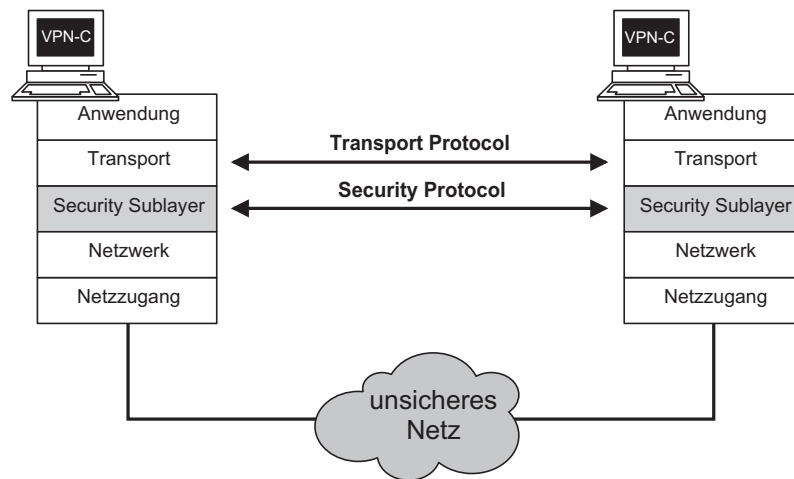 VPN-C
VPN-C
Anwendung
Anwendung
Transport Protocol
Transport
Transport
Security Protocol
Security Sublayer
Security Sublayer
Netzwerk
Netzwerk
Netzzugang
Netzzugang
unsicheres
Netz